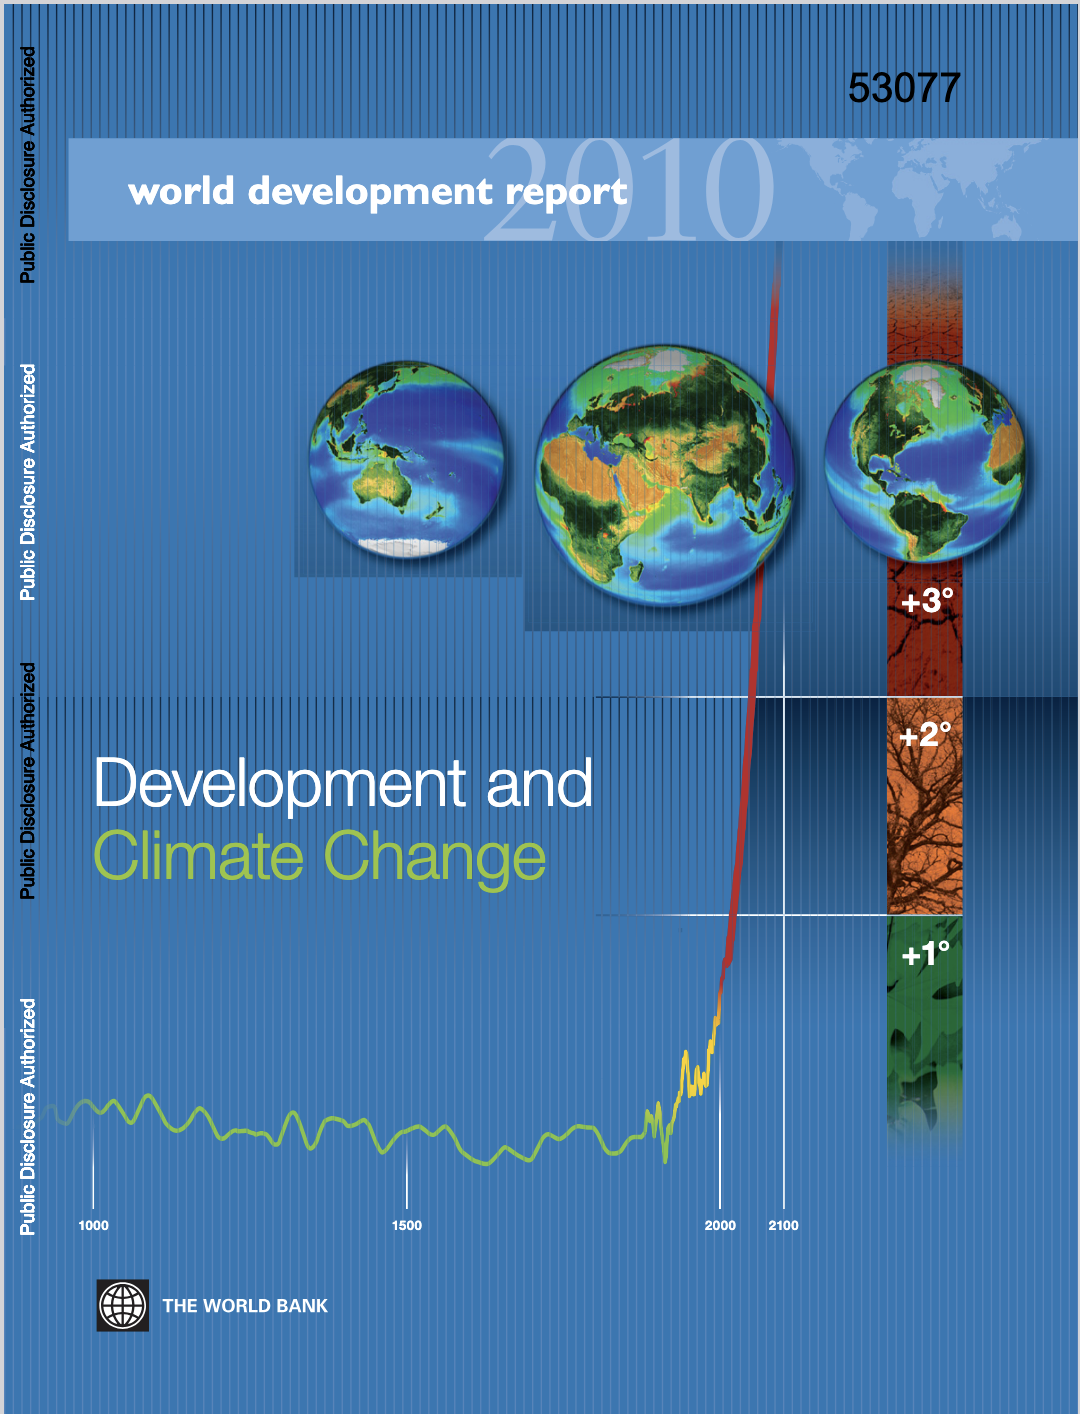 53077
2010
world development report
+3°
+2°
Development and
Climate Change
+1°
1000 1500 2000 2100
THE WORLD BANK
Public Disclosure Authorized
Public Disclosure Authorized
Public Disclosure Authorized
Public Disclosure Authorized